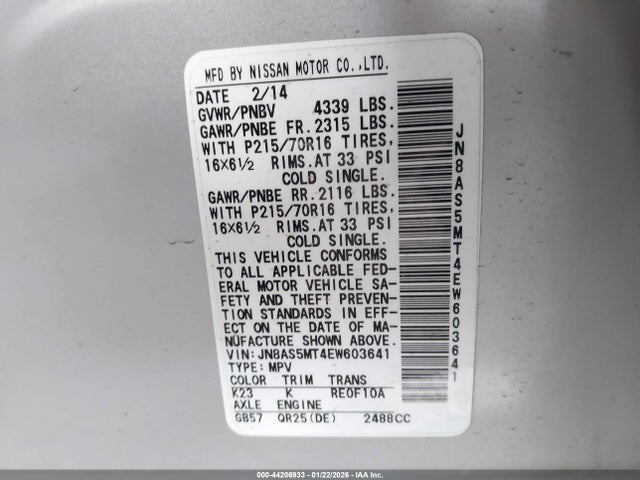 MFD BY NISSAN MOTOR CO.,LTD.
DATE 2/14
GVWR/PNBV 4339 LBS.
GAWR/PNBE FR. 2315 LBS.
WITH P215/70R16 TIRES,
16X6½ RIMS. AT 33 PSI
COLD SINGLE.
GAWR/PNBE RR. 2116 LBS.
WITH P215/70R16 TIRES,
16X6½ RIMS. AT 33 PSI
COLD SINGLE.
THIS VEHICLE CONFORMS
TO ALL APPLICABLE FED-
ERAL MOTOR VEHICLE SA-
FETY AND THEFT PREVEN-
TION STANDARDS IN EFF-
ECT ON THE DATE OF MA-
NUFACTURE SHOWN ABOVE.
VIN: JN8AS5MT4EW603641
TYPE: MPV
COLOR TRIM TRANS
K23 K RE0F10A
AXLE ENGINE
GB57 QR25(DE) 2488CC
JN8AS5MT4EW603641
000-44206933 - 01/22/2026 - IAA Inc.